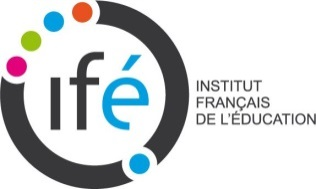 ifé
INSTITUT
FRANÇAIS
DE L'ÉDUCATION